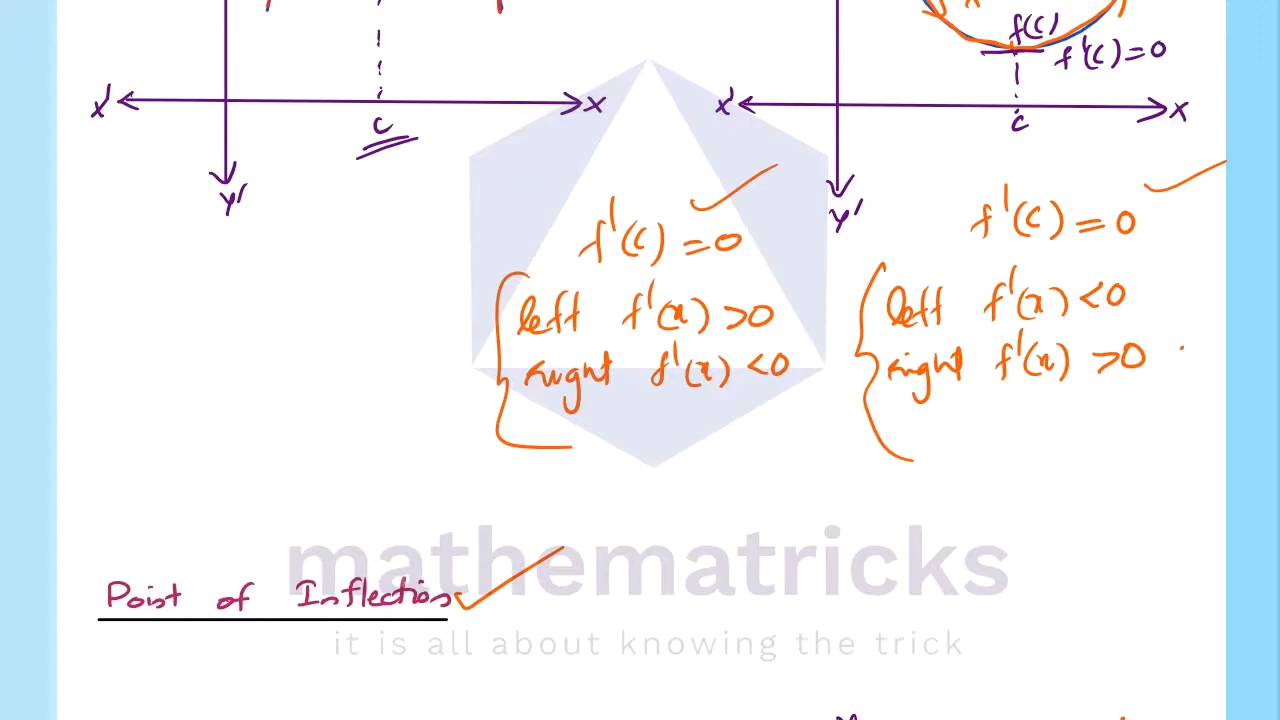 f(c)
f'(c)=0
x' x
c
x' x
c
y'
y'
f'(c)=0
left f'(x)>0
right f'(x)<0
f'(c)=0
left f'(x)<0
right f'(x)>0
mathematricks
Point of Inflection
it is all about knowing the trick